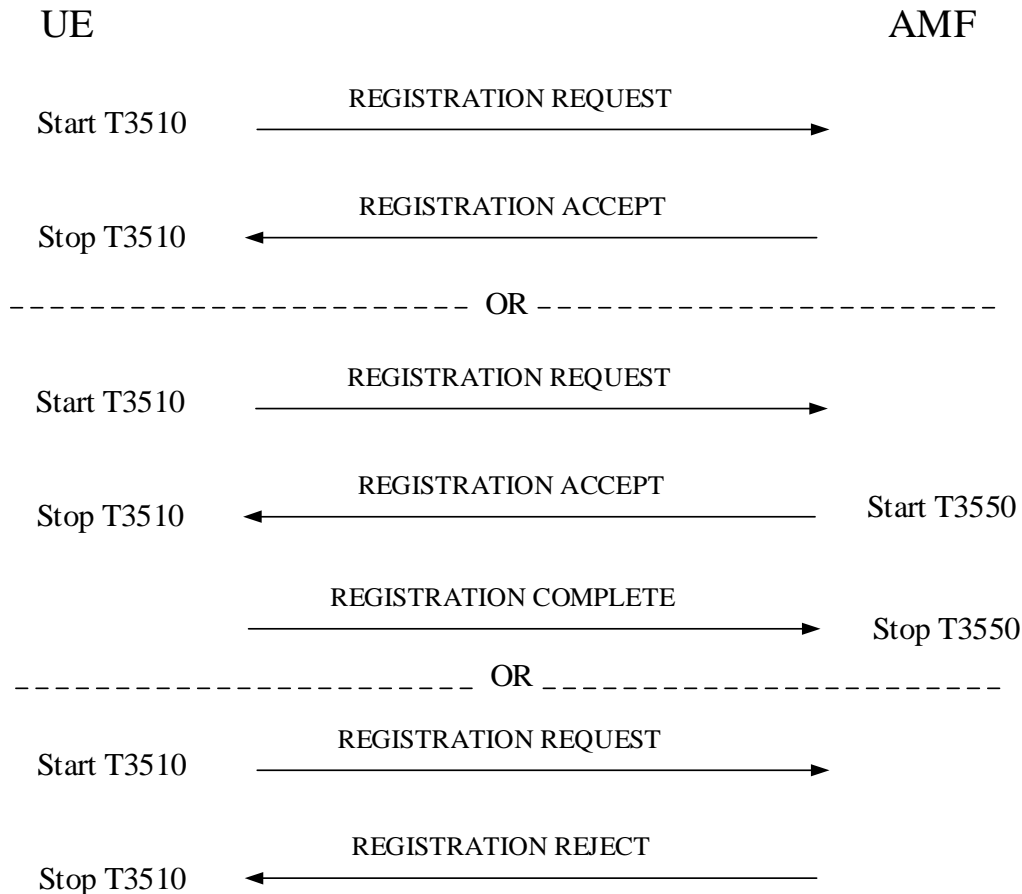 UE AMF
REGISTRATION REQUEST
Start T3510
REGISTRATION ACCEPT
Stop T3510
OR
REGISTRATION REQUEST
Start T3510
REGISTRATION ACCEPT
Stop T3510 Start T3550
REGISTRATION COMPLETE
Stop T3550
OR
REGISTRATION REQUEST
Start T3510
REGISTRATION REJECT
Stop T3510